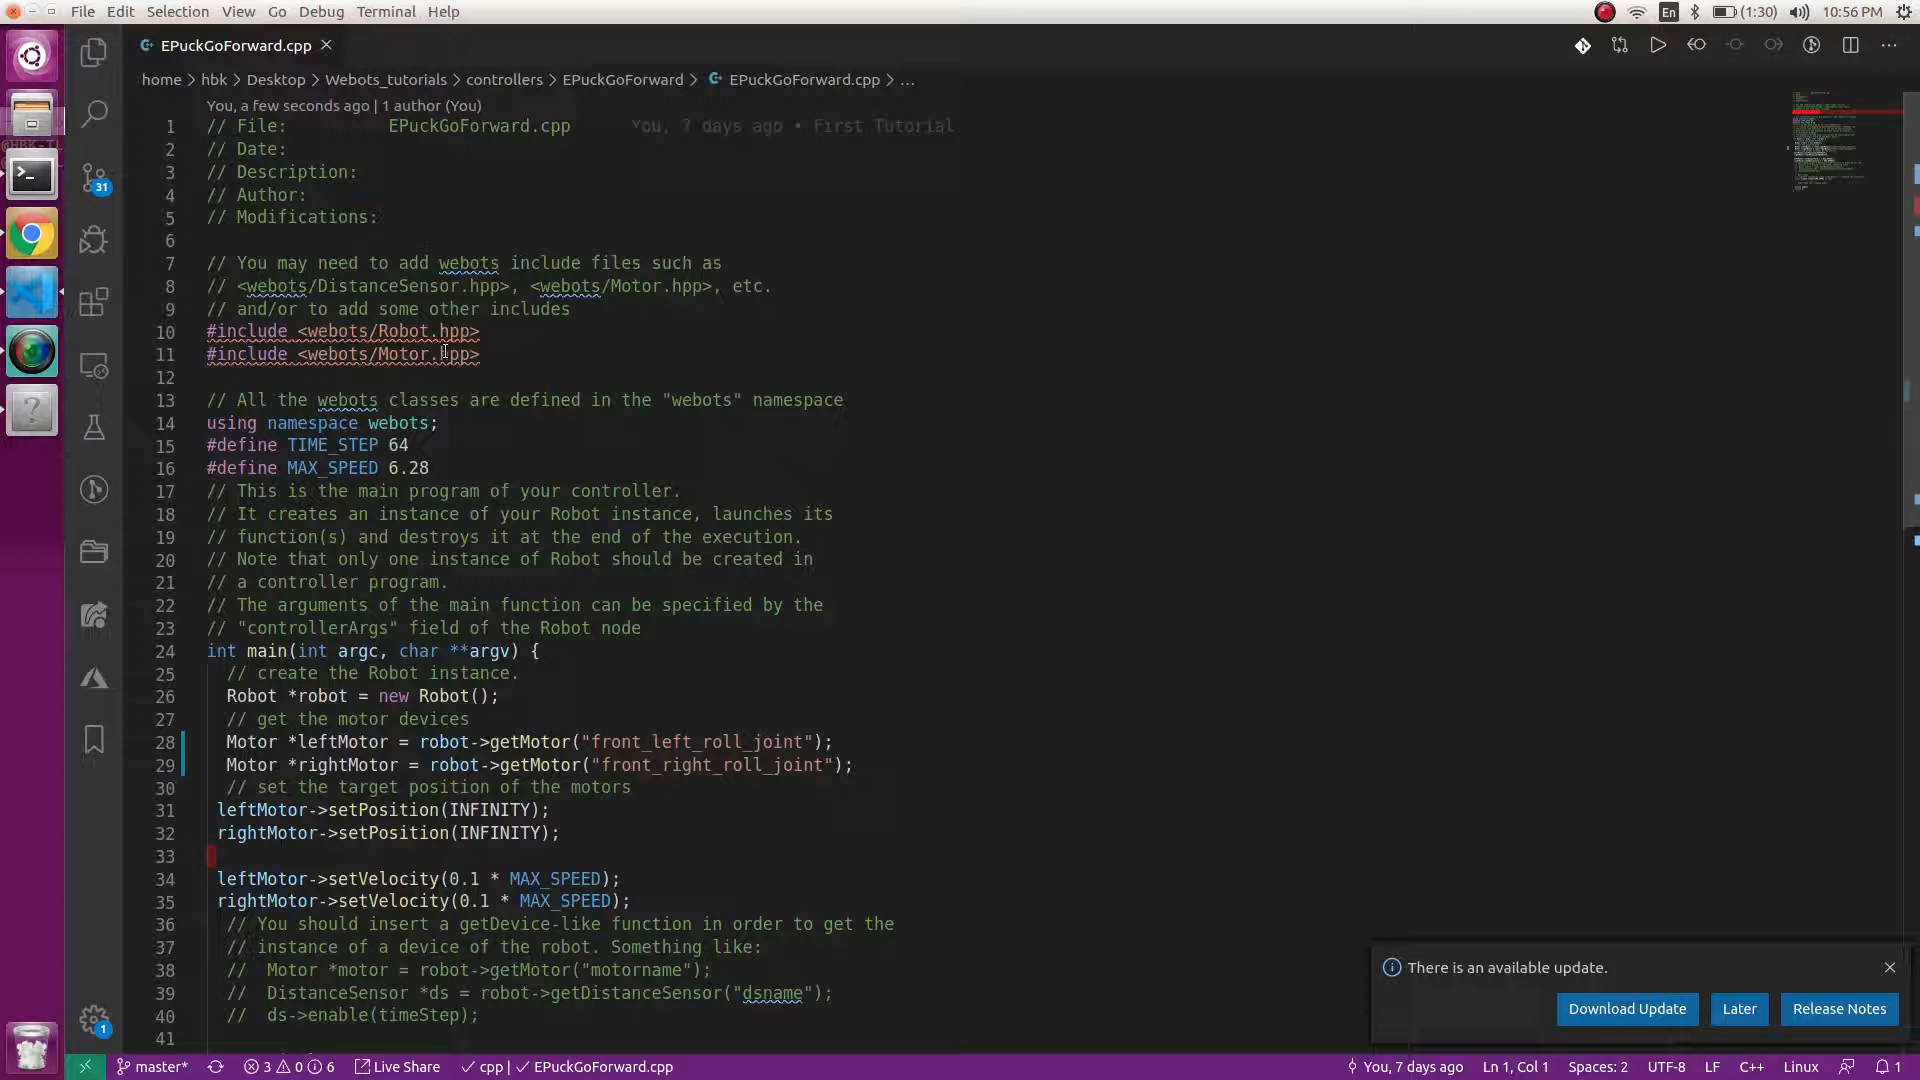 File Edit Selection View Go Debug Terminal Help
En (1:30) 10:56 PM
EPuckGoForward.cpp
home > hbk > Desktop > Webots_tutorials > controllers > EPuckGoForward > EPuckGoForward.cpp > ...
You, a few seconds ago | 1 author (You)
1 // File: EPuckGoForward.cpp You, 7 days ago • First Tutorial
2 // Date:
3 // Description:
4 // Author:
5 // Modifications:
6
7 // You may need to add webots include files such as
8 // <webots/DistanceSensor.hpp>, <webots/Motor.hpp>, etc.
9 // and/or to add some other includes
10 #include <webots/Robot.hpp>
11 #include <webots/Motor.hpp>
12
13 // All the webots classes are defined in the "webots" namespace
14 using namespace webots;
15 #define TIME_STEP 64
16 #define MAX_SPEED 6.28
17 // This is the main program of your controller.
18 // It creates an instance of your Robot instance, launches its
19 // function(s) and destroys it at the end of the execution.
20 // Note that only one instance of Robot should be created in
21 // a controller program.
22 // The arguments of the main function can be specified by the
23 // "controllerArgs" field of the Robot node
24 int main(int argc, char **argv) {
25 // create the Robot instance.
26 Robot *robot = new Robot();
27 // get the motor devices
28 Motor *leftMotor = robot->getMotor("front_left_roll_joint");
29 Motor *rightMotor = robot->getMotor("front_right_roll_joint");
30 // set the target position of the motors
31 leftMotor->setPosition(INFINITY);
32 rightMotor->setPosition(INFINITY);
33
34 leftMotor->setVelocity(0.1 * MAX_SPEED);
35 rightMotor->setVelocity(0.1 * MAX_SPEED);
36 // You should insert a getDevice-like function in order to get the
37 // instance of a device of the robot. Something like:
38 // Motor *motor = robot->getMotor("motorname");
39 // DistanceSensor *ds = robot->getDistanceSensor("dsname");
40 // ds->enable(timeStep);
41
31
1
There is an available update.
Download Update Later Release Notes
master* 3 0 6 Live Share cpp | EPuckGoForward.cpp You, 7 days ago Ln 1, Col 1 Spaces: 2 UTF-8 LF C++ Linux 1